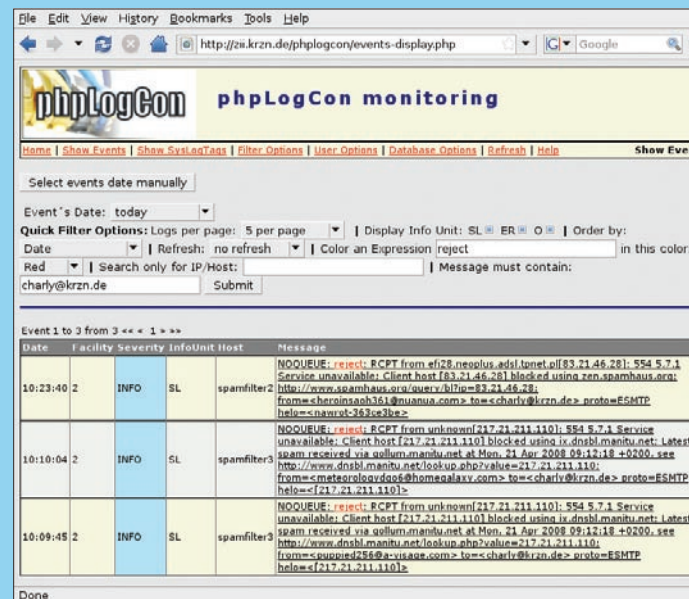 File Edit View History Bookmarks Tools Help
http://zii.krzn.de/phplogcon/events-display.php
G Google
phpLogCon
phpLogCon monitoring
Home | Show Events | Show SysLogTags | Filter Options | User Options | Database Options | Refresh | Help Show Eve
Select events date manually
Event´s Date: today
Quick Filter Options: Logs per page: 5 per page | Display Info Unit: SL ER O | Order by:
Date | Refresh: no refresh | Color an Expression reject in this color:
Red | Search only for IP/Host: | Message must contain:
charly@krzn.de Submit
Event 1 to 3 from 3 << < 1 > >>
Date Facility Severity InfoUnit Host Message
10:23:40 2 INFO SL spamfilter2
NOQUEUE: reject: RCPT from efi28.neoplus.adsl.tpnet.pl[83.21.46.28]: 554 5.7.1
Service unavailable; Client host [83.21.46.28] blocked using zen.spamhaus.org;
http://www.spamhaus.org/query/bl?ip=83.21.46.28;
from=<heroinsaoh361@nuanua.com> to=<charly@krzn.de> proto=ESMTP
helo=<nawrot-363ce3be>
10:10:04 2 INFO SL spamfilter3
NOQUEUE: reject: RCPT from unknown[217.21.211.110]: 554 5.7.1 Service
unavailable; Client host [217.21.211.110] blocked using ix.dnsbl.manitu.net; Latest
spam received via gollum.manitu.net at Mon, 21 Apr 2008 09:12:18 +0200, see
http://www.dnsbl.manitu.net/lookup.php?value=217.21.211.110;
from=<meteorologydgo6@homegalaxy.com> to=<charly@krzn.de> proto=ESMTP
helo=<[217.21.211.110]>
10:09:45 2 INFO SL spamfilter3
NOQUEUE: reject: RCPT from unknown[217.21.211.110]: 554 5.7.1 Service
unavailable; Client host [217.21.211.110] blocked using ix.dnsbl.manitu.net; Latest
spam received via gollum.manitu.net at Mon, 21 Apr 2008 09:12:18 +0200, see
http://www.dnsbl.manitu.net/lookup.php?value=217.21.211.110;
from=<puppied256@a-visage.com> to=<charly@krzn.de> proto=ESMTP
helo=<[217.21.211.110]>
Done